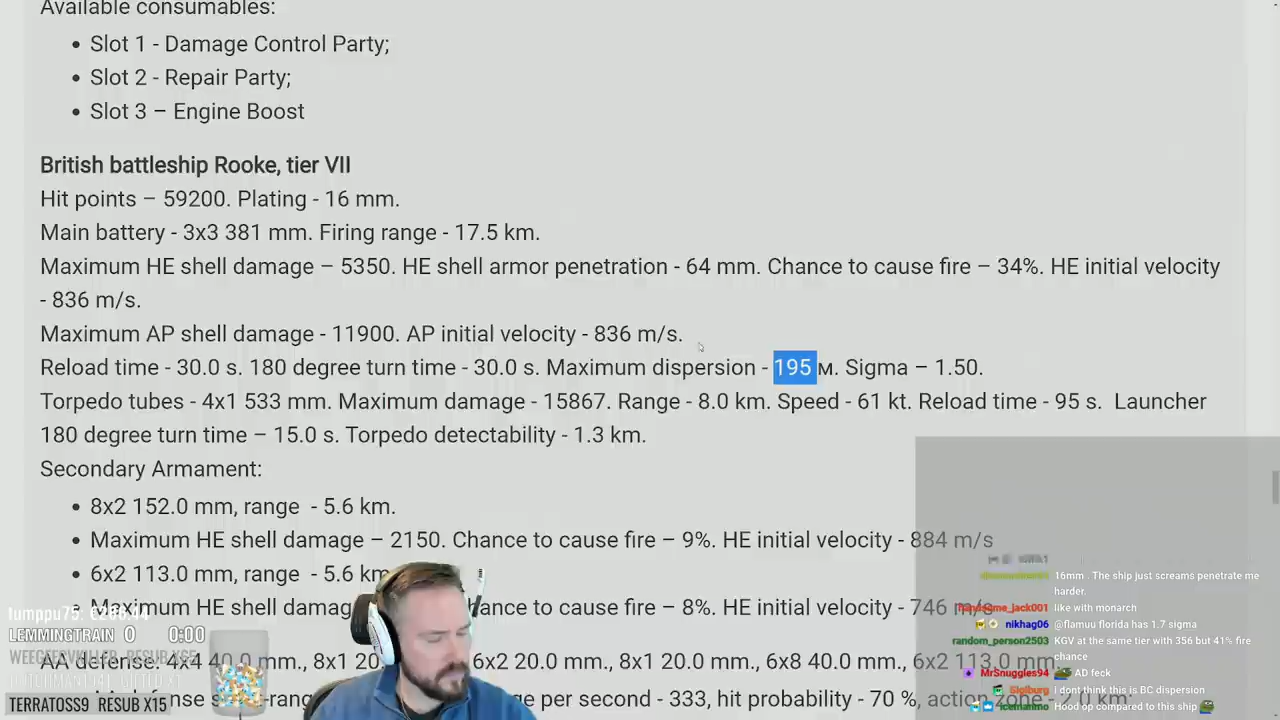 Available consumables:
• Slot 1 - Damage Control Party;
• Slot 2 - Repair Party;
• Slot 3 – Engine Boost
British battleship Rooke, tier VII
Hit points – 59200. Plating - 16 mm.
Main battery - 3x3 381 mm. Firing range - 17.5 km.
Maximum HE shell damage – 5350. HE shell armor penetration - 64 mm. Chance to cause fire – 34%. HE initial velocity
- 836 m/s.
Maximum AP shell damage - 11900. AP initial velocity - 836 m/s.
Reload time - 30.0 s. 180 degree turn time - 30.0 s. Maximum dispersion - 195 м. Sigma – 1.50.
Torpedo tubes - 4x1 533 mm. Maximum damage - 15867. Range - 8.0 km. Speed - 61 kt. Reload time - 95 s. Launcher
180 degree turn time – 15.0 s. Torpedo detectability - 1.3 km.
Secondary Armament:
• 8x2 152.0 mm, range - 5.6 km.
• Maximum HE shell damage – 2150. Chance to cause fire – 9%. HE initial velocity - 884 m/s
• 6x2 113.0 mm, range - 5.6 km
Maximum HE shell damag hance to cause fire – 8%. HE initial velocity - 746 m/s
AA defense: 4x4 40.0 mm., 8x1 20. 6x2 20.0 mm., 8x1 20.0 mm., 6x8 40.0 mm., 6x2 113.0 mm
ge per second - 333, hit probability - 70 %, action zone -
16mm . The ship just screams penetrate me
harder.
like with monarch
nikhag06 @flamuu florida has 1.7 sigma
random_person2503 KGV at the same tier with 356 but 41% fire
chance
MrSnuggles94 AD feck
Siglburg i dont think this is BC dispersion
Hood op compared to this ship
tumppu75:
LEMMINGTRAIN 0 0:00
TERRATOSS9 RESUB X15